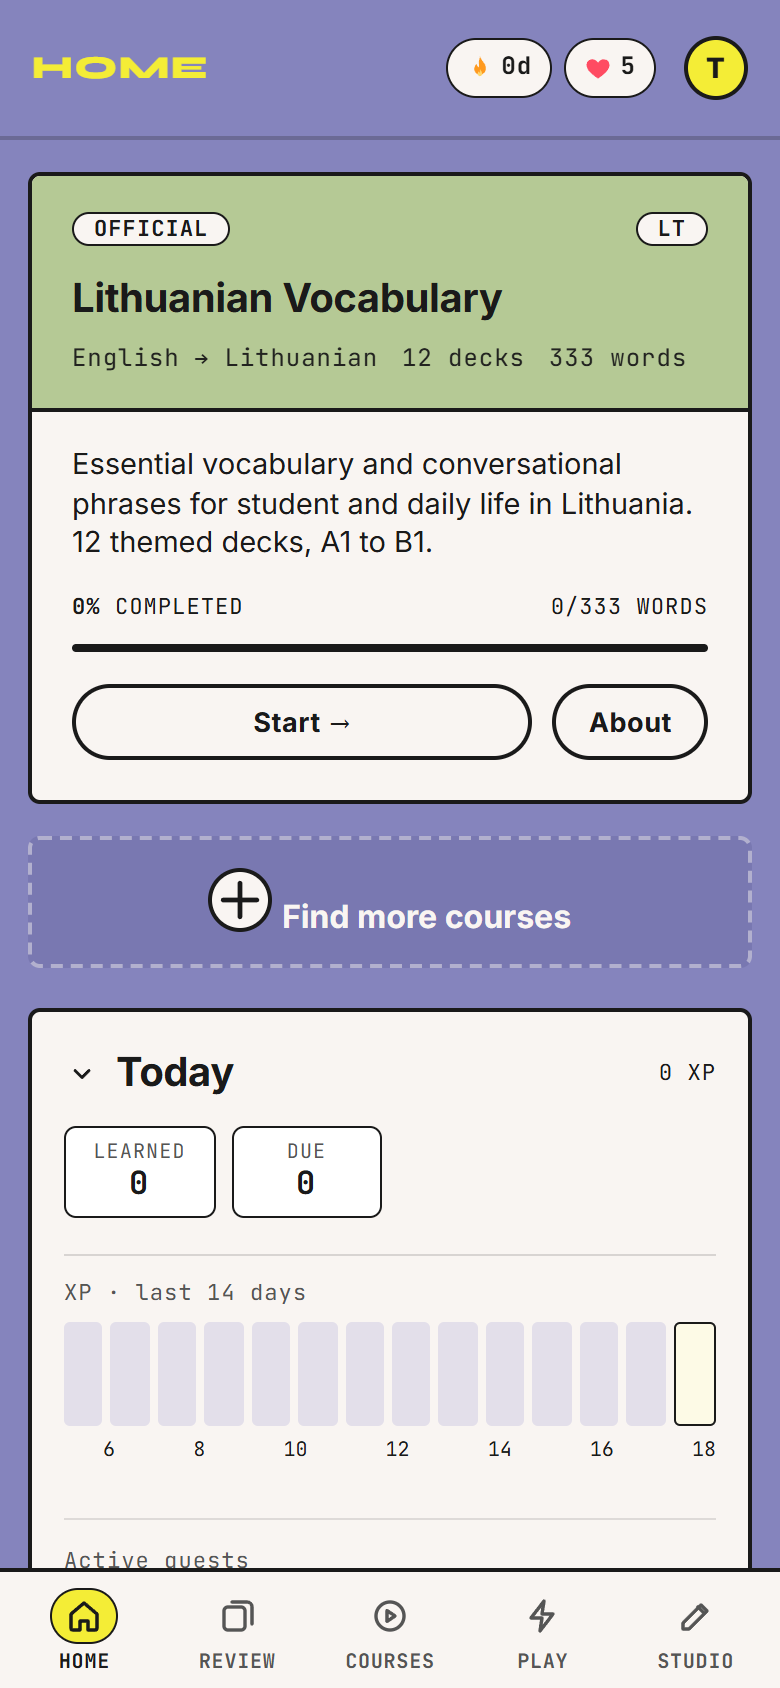 HOME
0d
5
T
OFFICIAL
LT
Lithuanian Vocabulary
English → Lithuanian 12 decks 333 words
Essential vocabulary and conversational
phrases for student and daily life in Lithuania.
12 themed decks, A1 to B1.
0% COMPLETED
0/333 WORDS
Start →
About
Find more courses
Today
0 XP
LEARNED
0
DUE
0
XP · last 14 days
6 8 10 12 14 16 18
Active quests
HOME
REVIEW
COURSES
PLAY
STUDIO